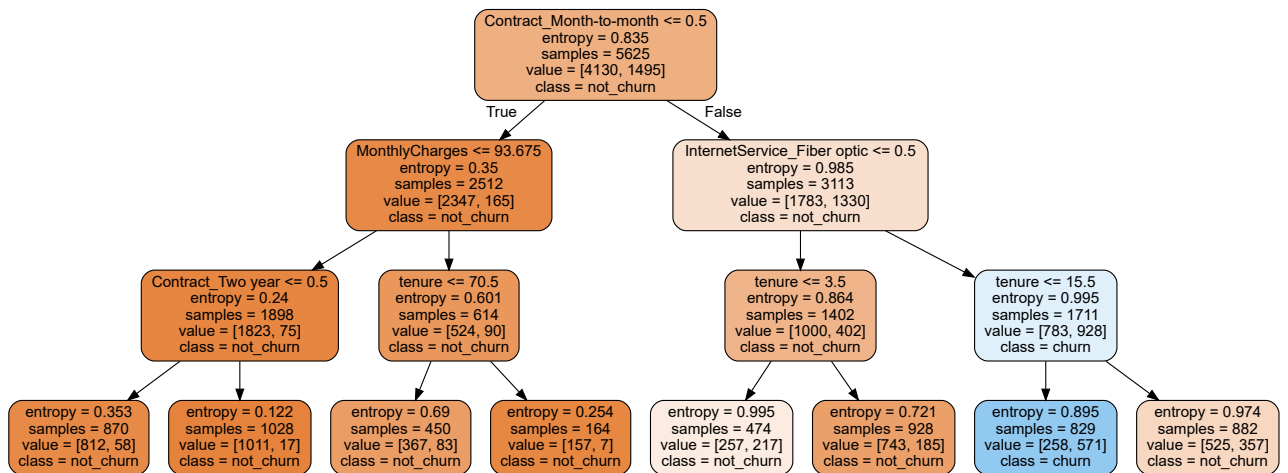 Contract_Month-to-month <= 0.5
entropy = 0.835
samples = 5625
value = [4130, 1495]
class = not_churn
True
False
MonthlyCharges <= 93.675
entropy = 0.35
samples = 2512
value = [2347, 165]
class = not_churn
InternetService_Fiber optic <= 0.5
entropy = 0.985
samples = 3113
value = [1783, 1330]
class = not_churn
Contract_Two year <= 0.5
entropy = 0.24
samples = 1898
value = [1823, 75]
class = not_churn
tenure <= 70.5
entropy = 0.601
samples = 614
value = [524, 90]
class = not_churn
tenure <= 3.5
entropy = 0.864
samples = 1402
value = [1000, 402]
class = not_churn
tenure <= 15.5
entropy = 0.995
samples = 1711
value = [783, 928]
class = churn
entropy = 0.353
samples = 870
value = [812, 58]
class = not_churn
entropy = 0.122
samples = 1028
value = [1011, 17]
class = not_churn
entropy = 0.69
samples = 450
value = [367, 83]
class = not_churn
entropy = 0.254
samples = 164
value = [157, 7]
class = not_churn
entropy = 0.995
samples = 474
value = [257, 217]
class = not_churn
entropy = 0.721
samples = 928
value = [743, 185]
class = not_churn
entropy = 0.895
samples = 829
value = [258, 571]
class = churn
entropy = 0.974
samples = 882
value = [525, 357]
class = not_churn